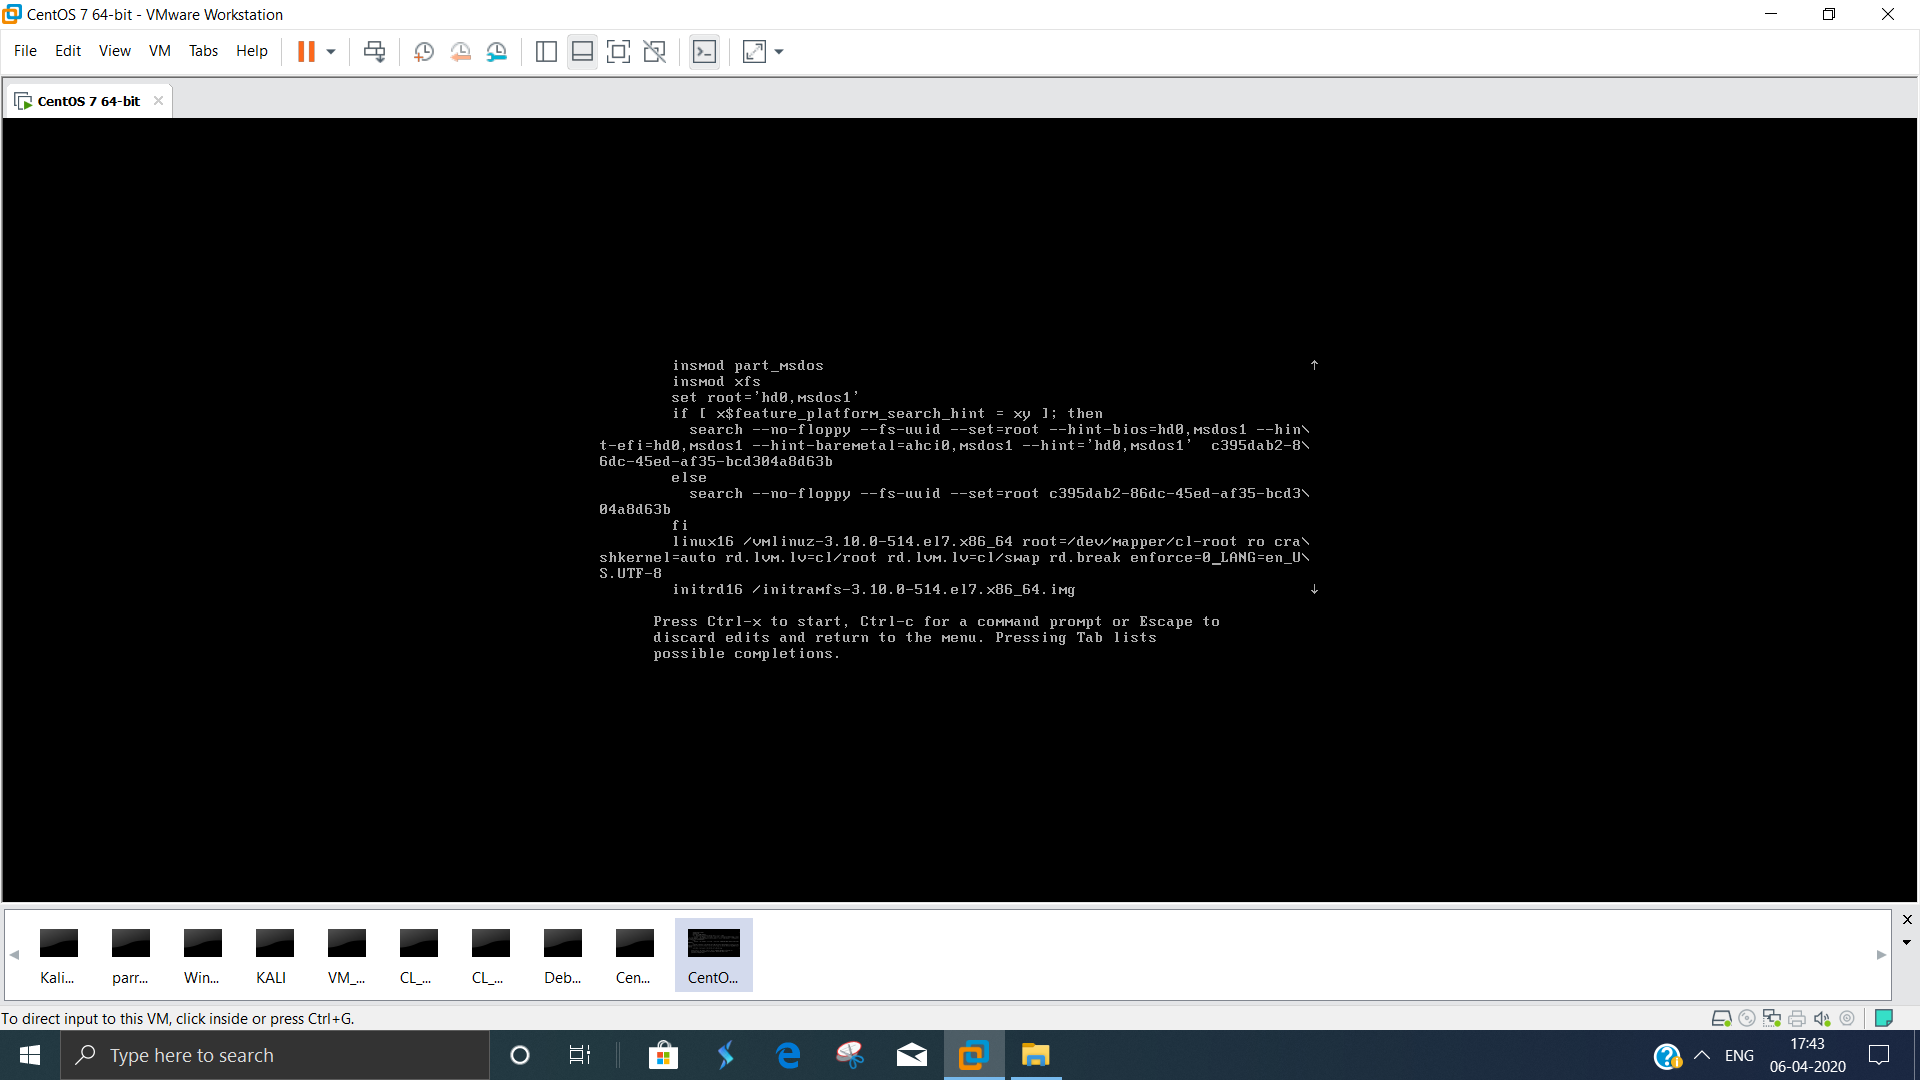 CentOS 7 64-bit - VMware Workstation
File Edit View VM Tabs Help
CentOS 7 64-bit
insmod part_msdos
insmod xfs
set root='hd0,msdos1'
if [ x$feature_platform_search_hint = xy ]; then
search --no-floppy --fs-uuid --set=root --hint-bios=hd0,msdos1 --hin\
t-efi=hd0,msdos1 --hint-baremetal=ahci0,msdos1 --hint='hd0,msdos1'  c395dab2-8\
6dc-45ed-af35-bcd304a8d63b
else
search --no-floppy --fs-uuid --set=root c395dab2-86dc-45ed-af35-bcd3\
04a8d63b
fi
linux16 /vmlinuz-3.10.0-514.el7.x86_64 root=/dev/mapper/cl-root ro cra\
shkernel=auto rd.lvm.lv=cl/root rd.lvm.lv=cl/swap rd.break enforce=0_LANG=en_U\
S.UTF-8
initrd16 /initramfs-3.10.0-514.el7.x86_64.img
Press Ctrl-x to start, Ctrl-c for a command prompt or Escape to
discard edits and return to the menu. Pressing Tab lists
possible completions.
Kali... parr... Win... KALI VM_... CL_... CL_... Deb... Cen... CentO...
To direct input to this VM, click inside or press Ctrl+G.
Type here to search
ENG
17:43
06-04-2020